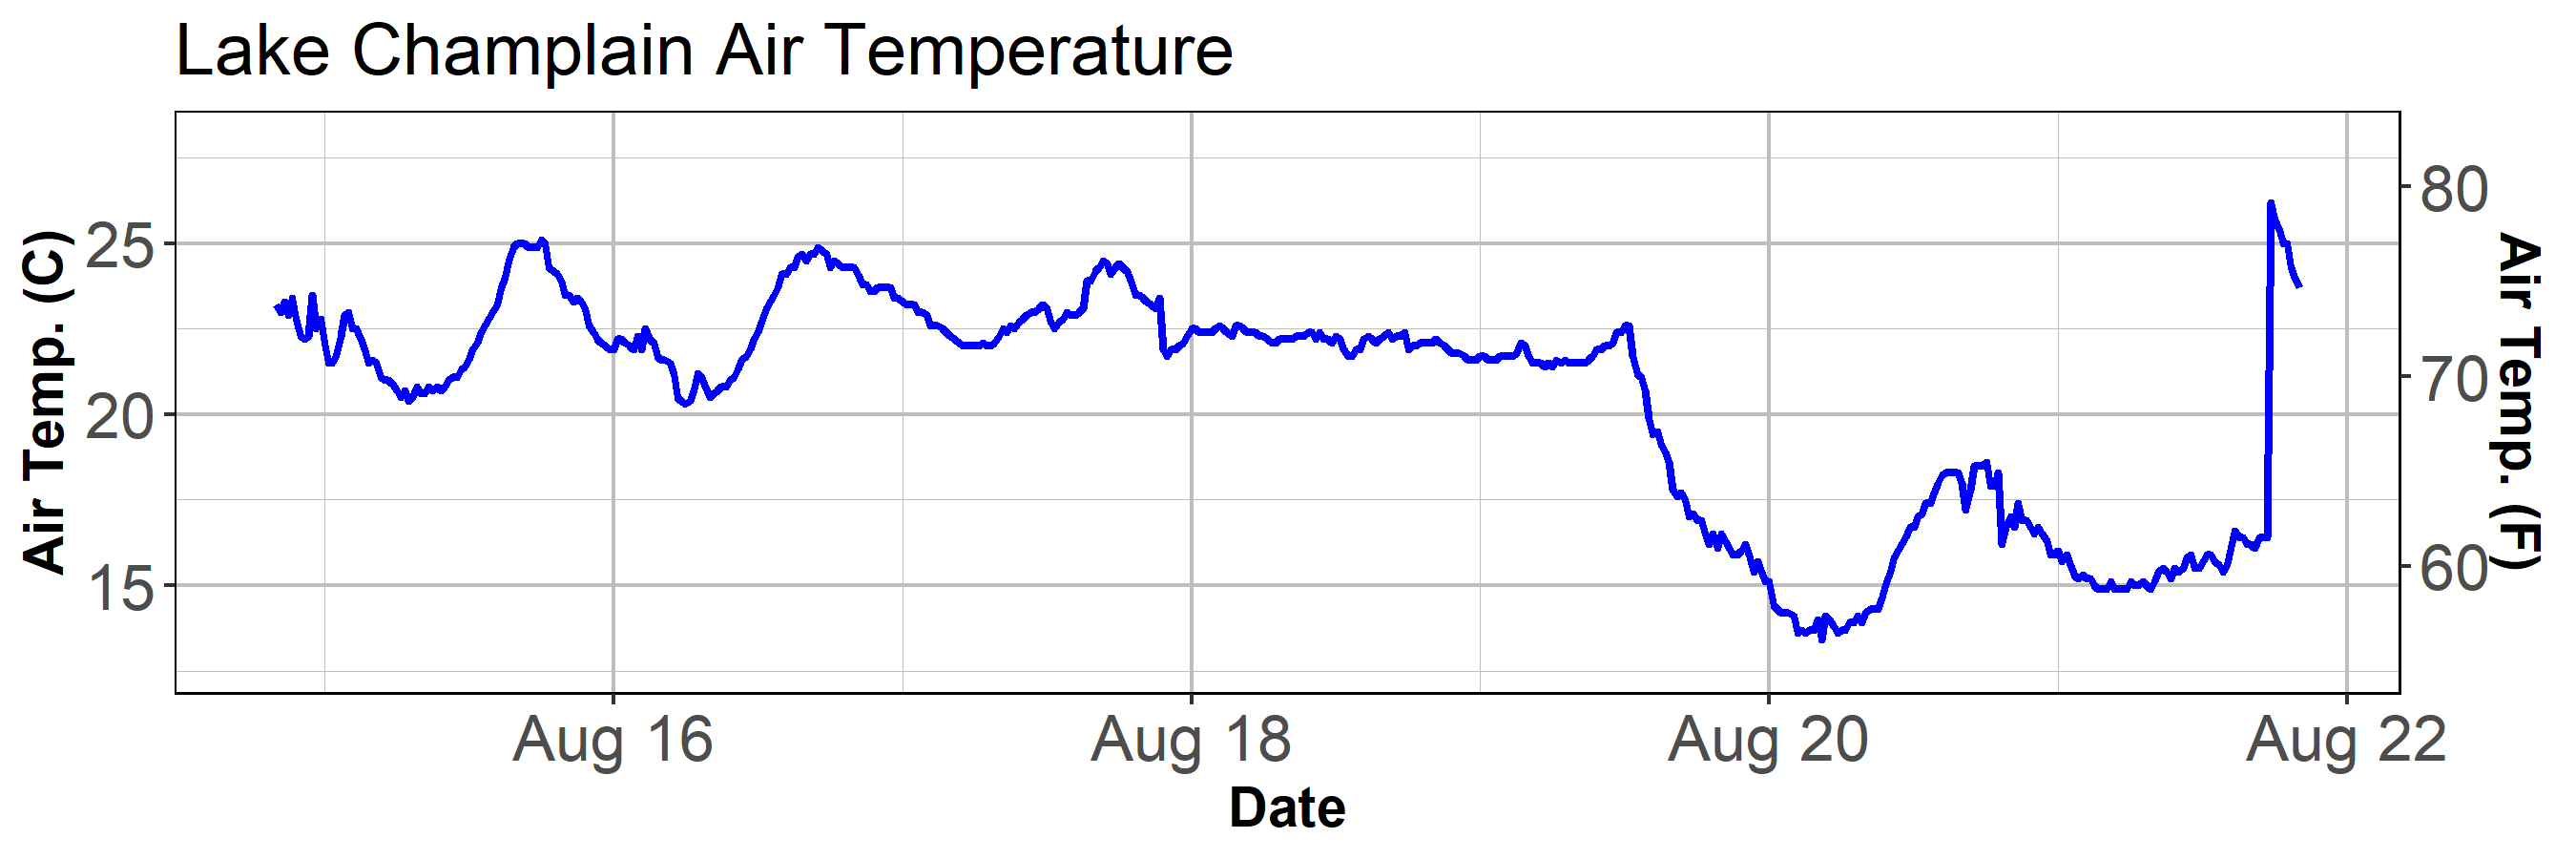 Lake Champlain Air Temperature
Air Temp. (C)
25
20
15
80
70
60
Air Temp. (F)
Aug 16 Aug 18 Aug 20 Aug 22
Date